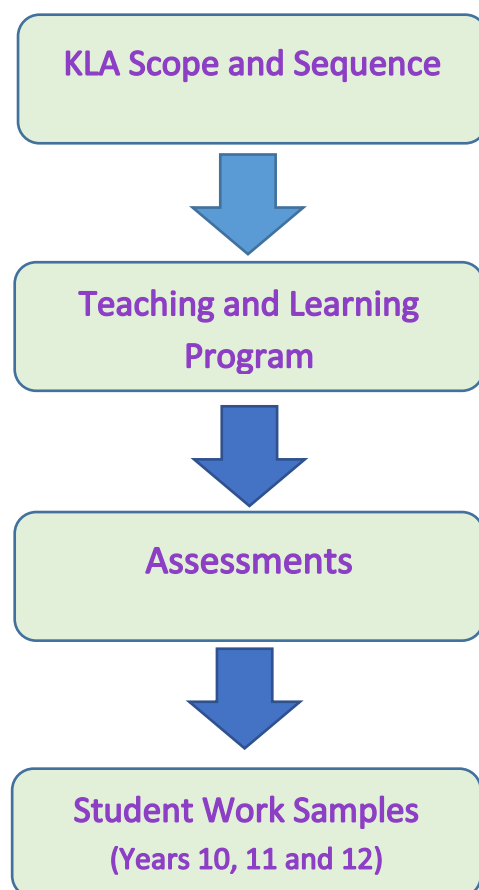 KLA Scope and Sequence
Teaching and Learning
Program
Assessments
Student Work Samples
(Years 10, 11 and 12)